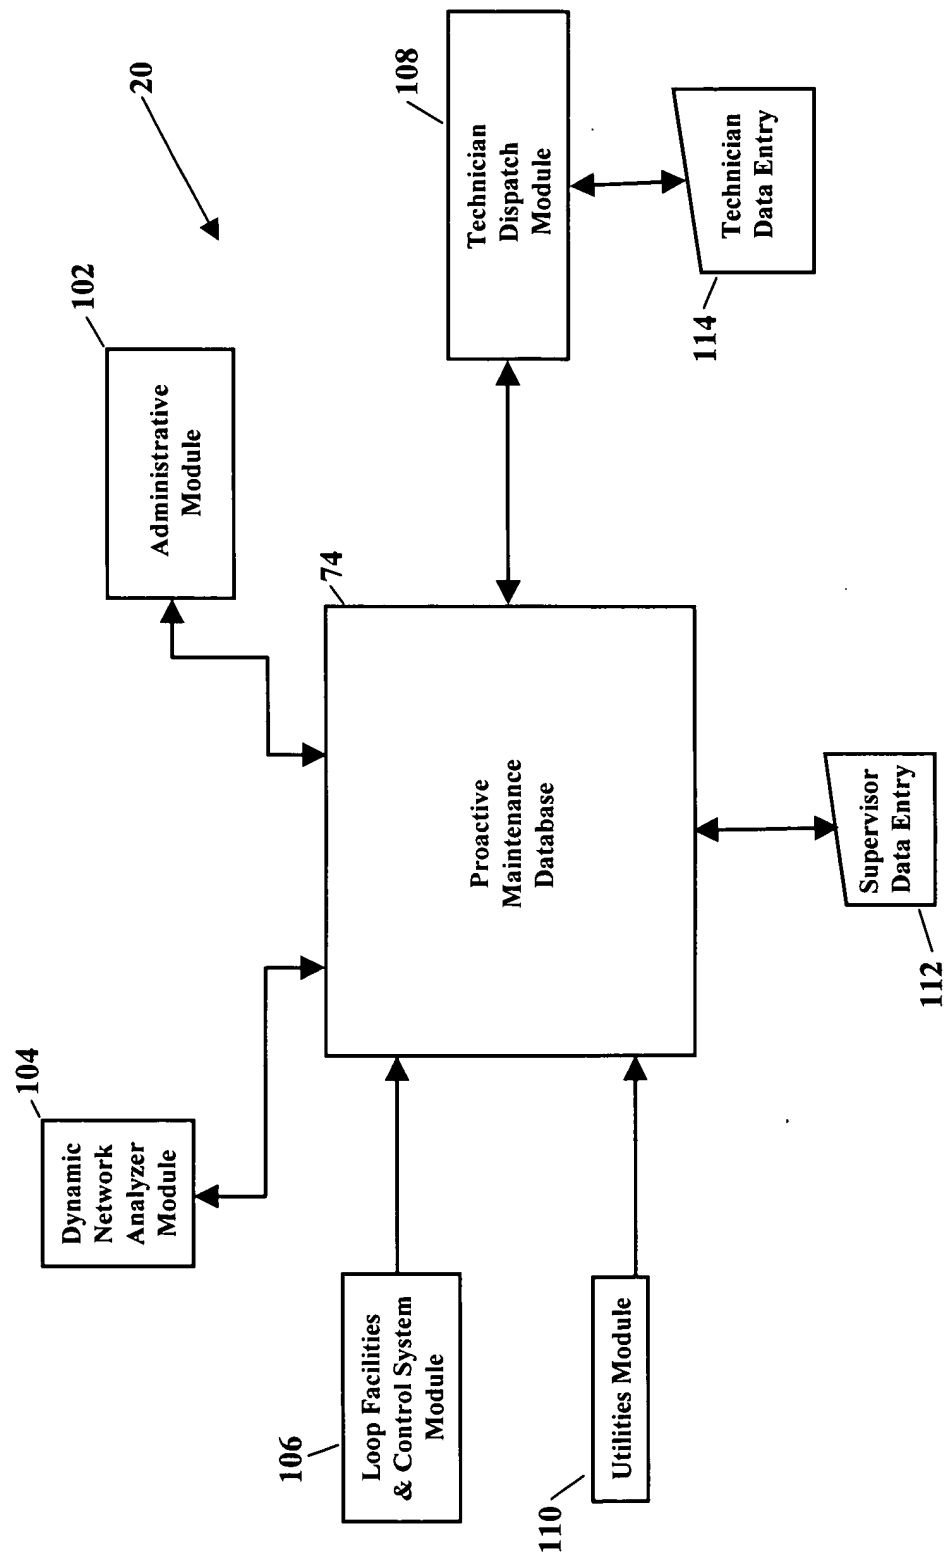 20
104
Dynamic
Network
Analyzer
Module
102
Administrative
Module
106
Loop Facilities
& Control System
Module
74
Proactive
Maintenance
Database
108
Technician
Dispatch
Module
110
Utilities Module
112
Supervisor
Data Entry
114
Technician
Data Entry